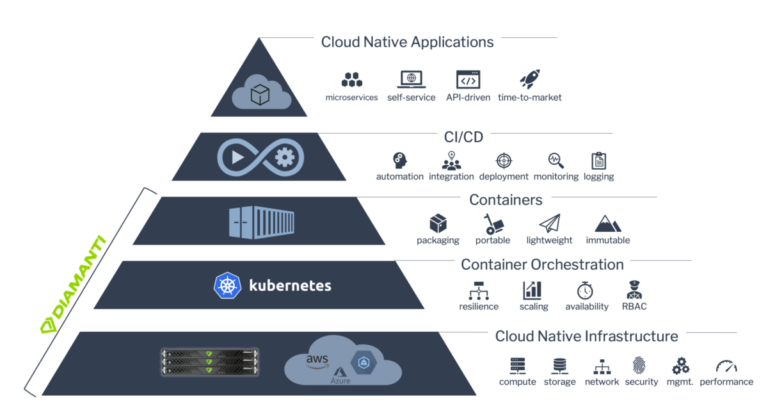 Cloud Native Applications
microservices self-service API-driven time-to-market
CI/CD
automation integration deployment monitoring logging
Containers
packaging portable lightweight immutable
DIAMANTI
Container Orchestration
kubernetes
resilience scaling availability RBAC
Cloud Native Infrastructure
aws
Azure
compute storage network security mgmt. performance